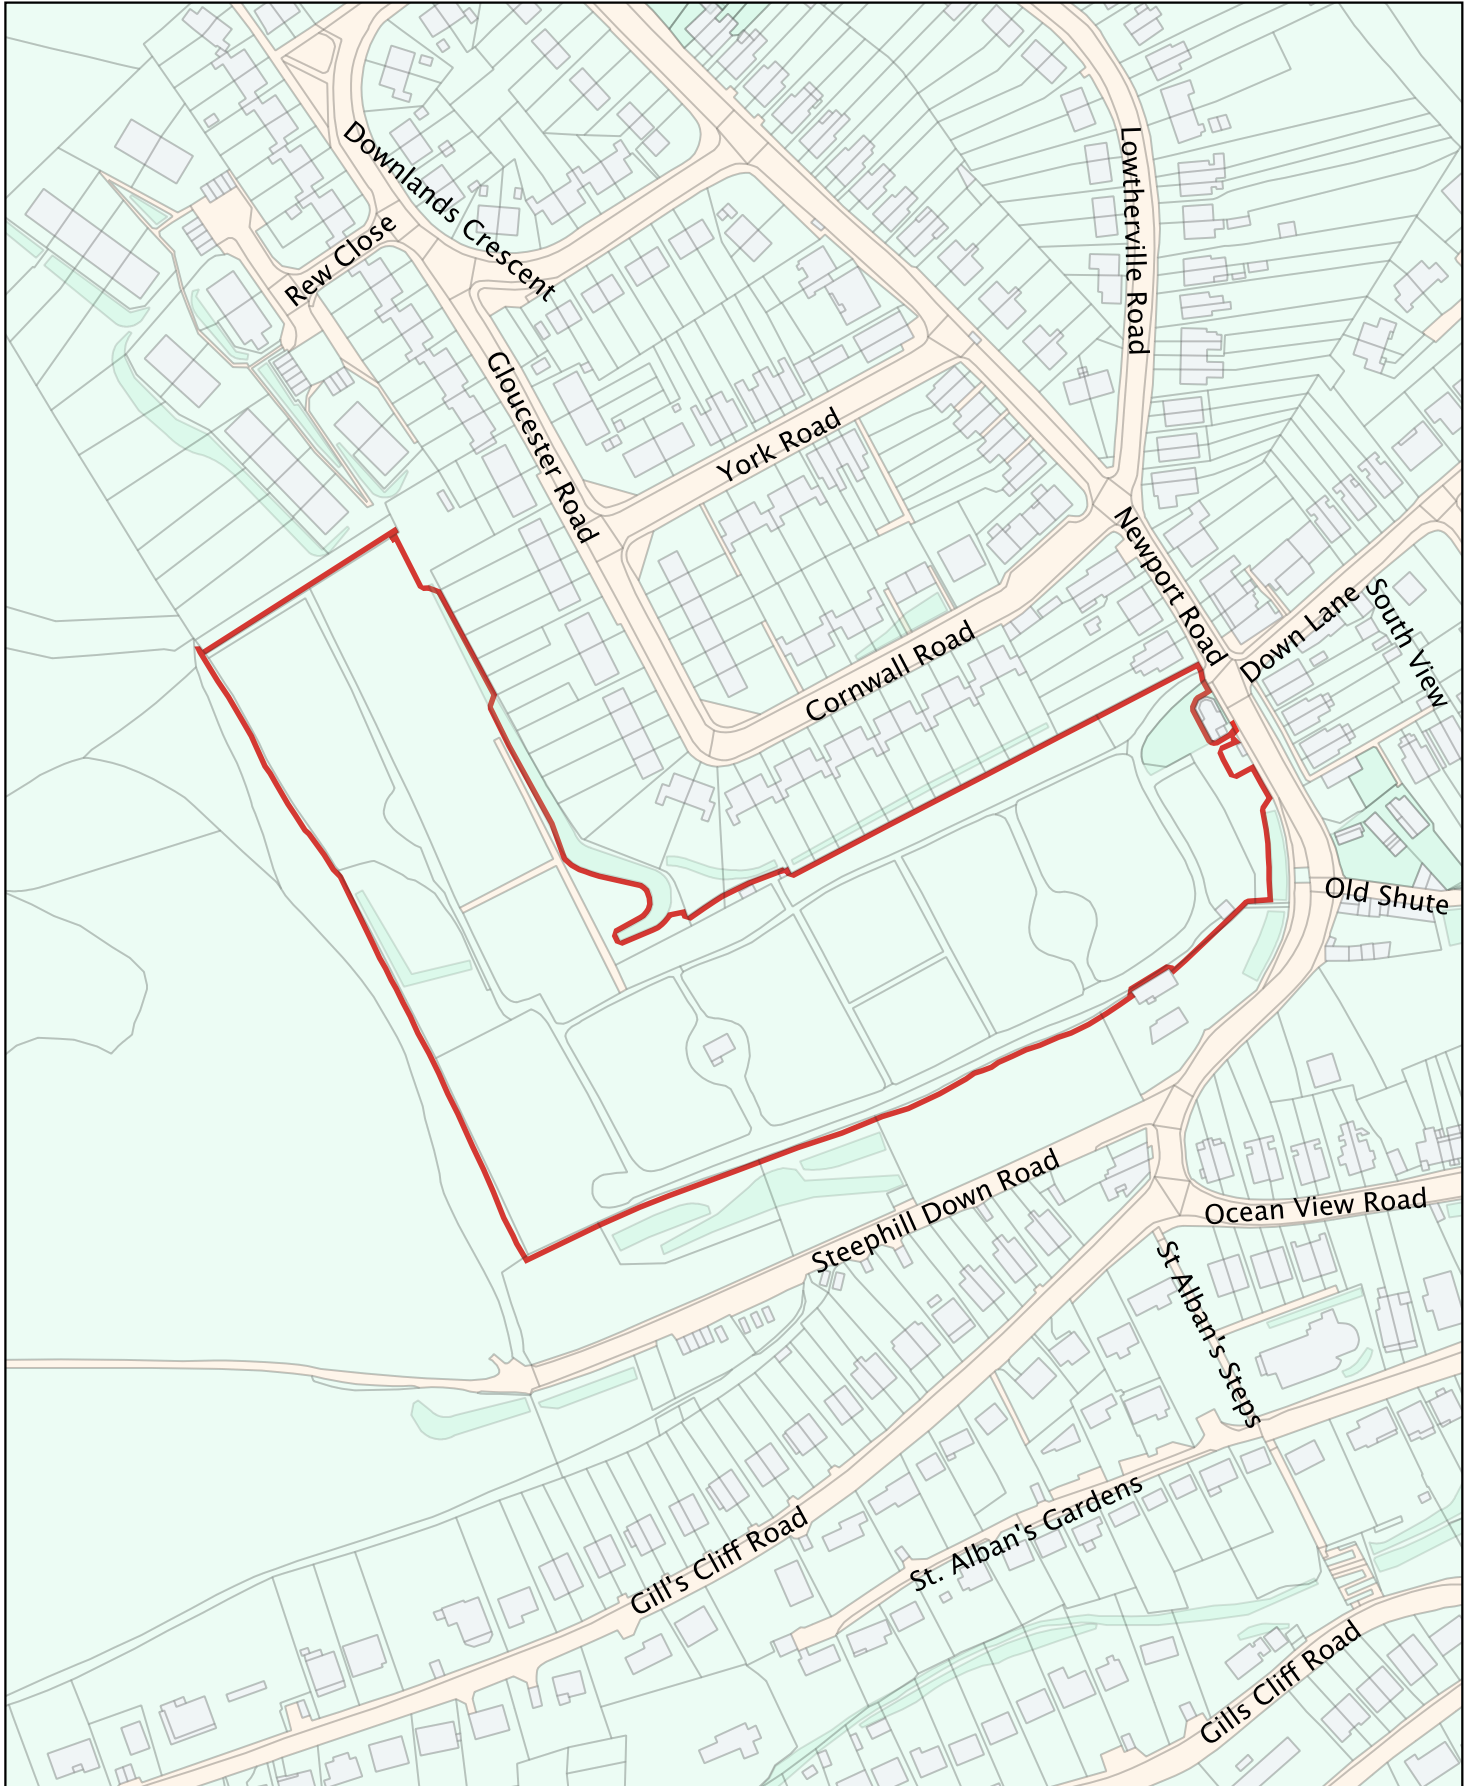 Downlands Crescent
Lowtherville Road
Rew Close
Gloucester Road
York Road
Newport Road
Down Lane
South View
Cornwall Road
Old Shute
Steephill Down Road
Ocean View Road
St Alban's Steps
St. Alban's Gardens
Gill's Cliff Road
Gills Cliff Road